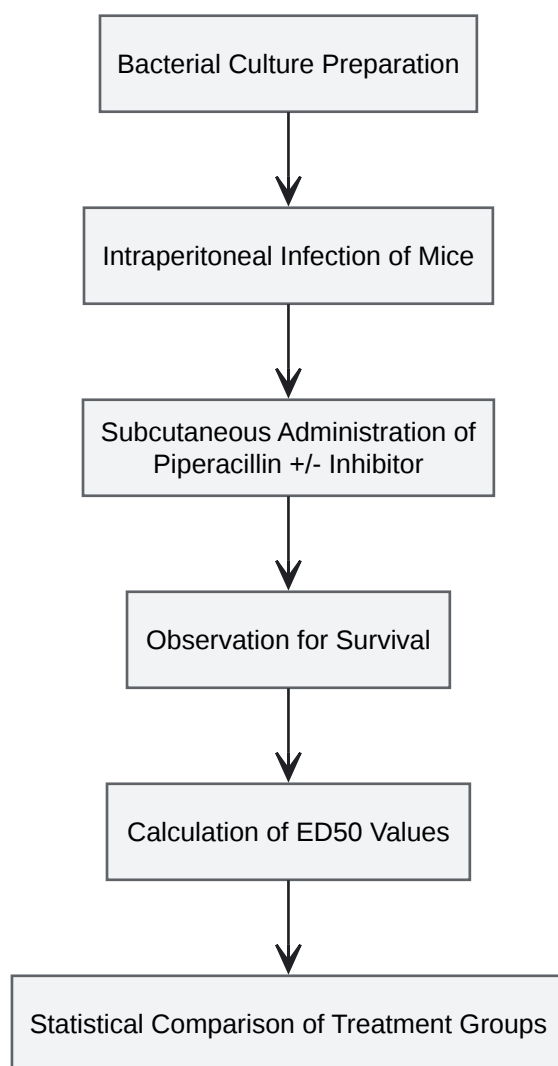 Bacterial Culture Preparation
Intraperitoneal Infection of Mice
Subcutaneous Administration of
Piperacillin +/- Inhibitor
Observation for Survival
Calculation of ED50 Values
Statistical Comparison of Treatment Groups